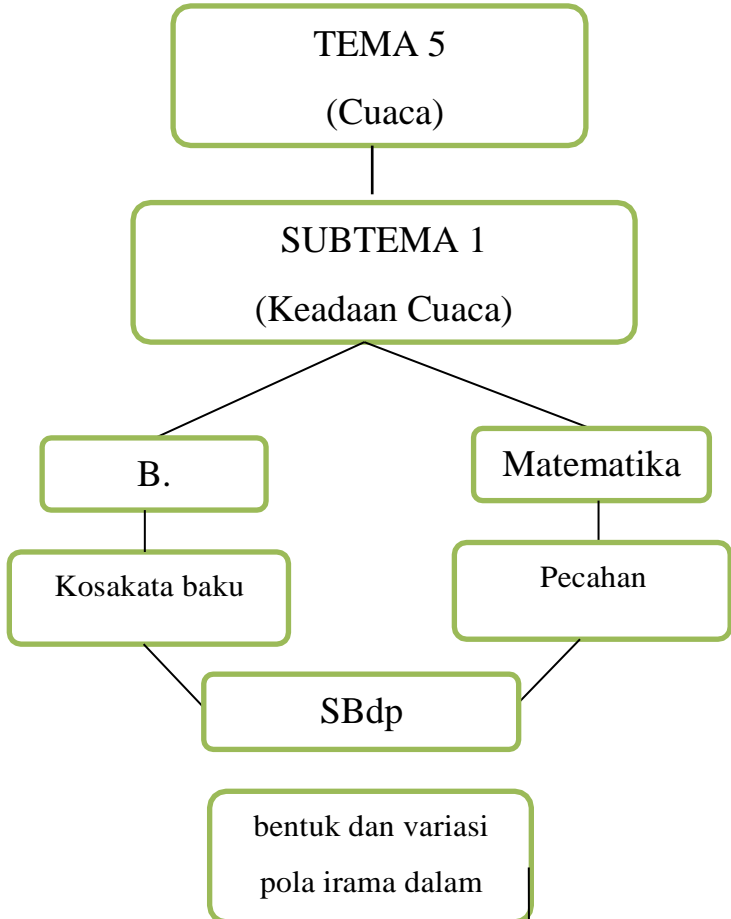 TEMA 5
(Cuaca)
SUBTEMA 1
(Keadaan Cuaca)
B.
Matematika
Kosakata baku
Pecahan
SBdp
bentuk dan variasi
pola irama dalam